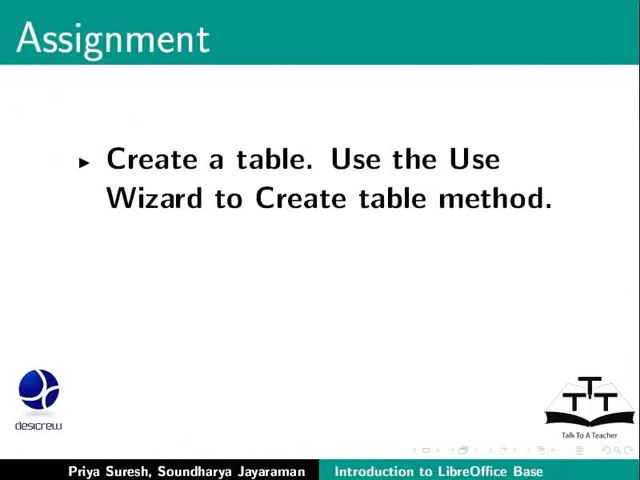 Assignment
Create a table. Use the Use
Wizard to Create table method.
desicrew
T T T
Talk To A Teacher
Priya Suresh, Soundharya Jayaraman
Introduction to LibreOffice Base